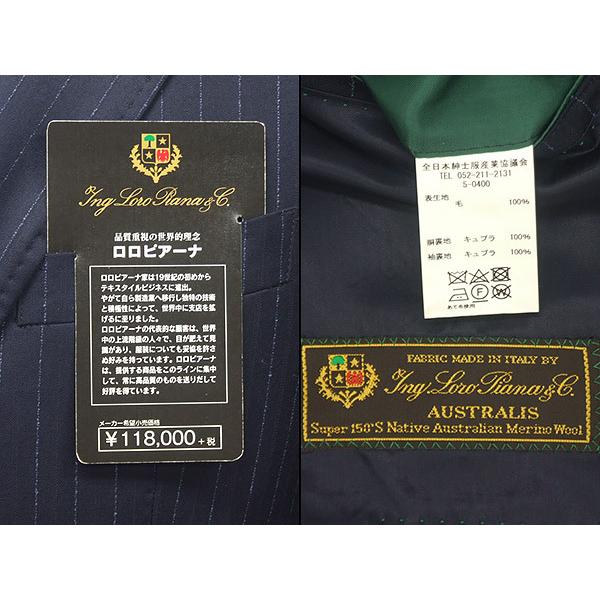 Ing. Loro Piana & C.
品質重視の世界的理念
ロロピアーナ
ロロピアーナ家は19世紀の初めから
テキスタイルビジネスに進出。
やがて自ら製造業へ移行し独特の技術
と積極性によって、世界中に支店を拡
げるに至りました。
ロロピアーナの代表的な顧客は、世界
中の上流階級の人々で、目が肥えて見
識があり、服装についても妥協を許さ
ぬ好みを持っています。ロロピアーナ
は、提供する商品をこのラインに集中
して、常に高品質のものを送りだして
好評を得ています。
メーカー希望小売価格
¥118,000+税
全日本紳士服産業協議会
TEL 052-211-2131
5-0400
表生地
毛 100%
胴裏地 キュプラ 100%
袖裏地 キュプラ 100%
あて布使用
FABRIC MADE IN ITALY BY
Ing. Loro Piana & C.
AUSTRALIS
Super 150'S Native Australian Merino Wool